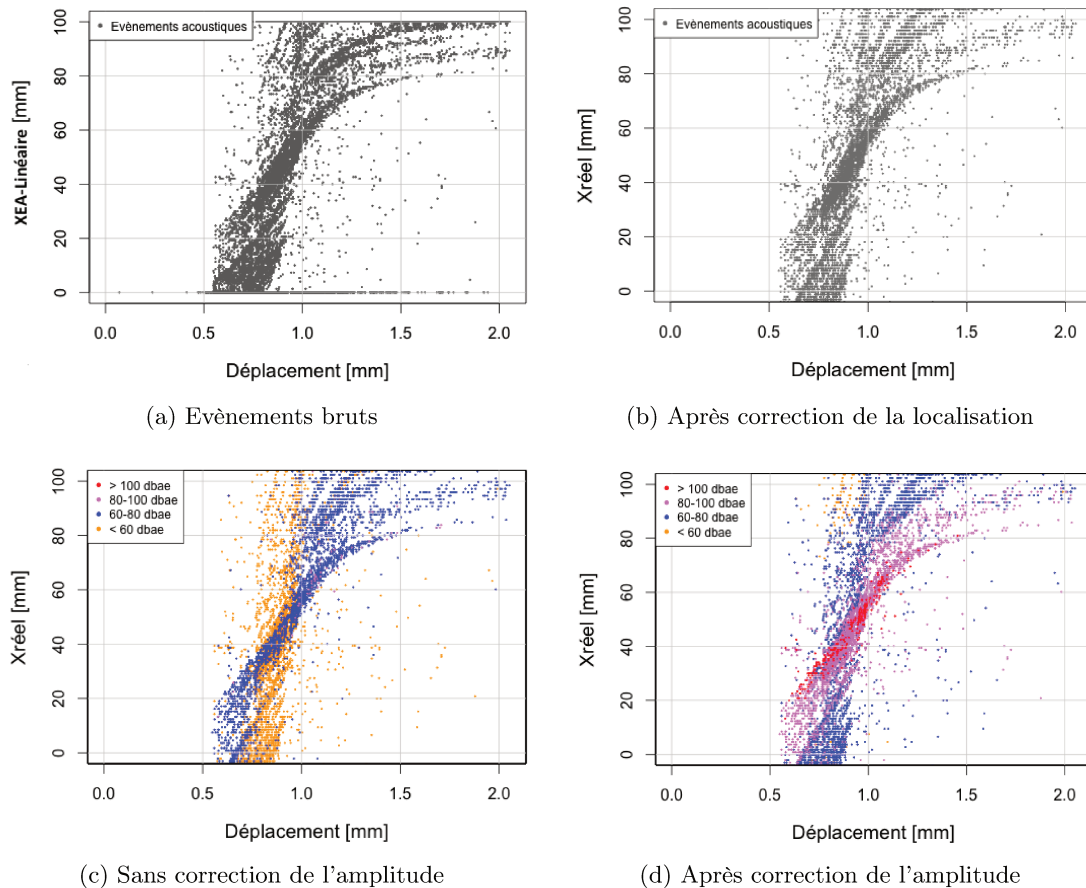 Evènements acoustiques
XEA-Linéaire [mm]
100
80
60
40
20
0
0.0 0.5 1.0 1.5 2.0
Déplacement [mm]
(a) Evènements bruts
Evènements acoustiques
Xréel [mm]
100
80
60
40
20
0
0.0 0.5 1.0 1.5 2.0
Déplacement [mm]
(b) Après correction de la localisation
> 100 dbae
80-100 dbae
60-80 dbae
< 60 dbae
Xréel [mm]
100
80
60
40
20
0
0.0 0.5 1.0 1.5 2.0
Déplacement [mm]
(c) Sans correction de l'amplitude
> 100 dbae
80-100 dbae
60-80 dbae
< 60 dbae
Xréel [mm]
100
80
60
40
20
0
0.0 0.5 1.0 1.5 2.0
Déplacement [mm]
(d) Après correction de l'amplitude